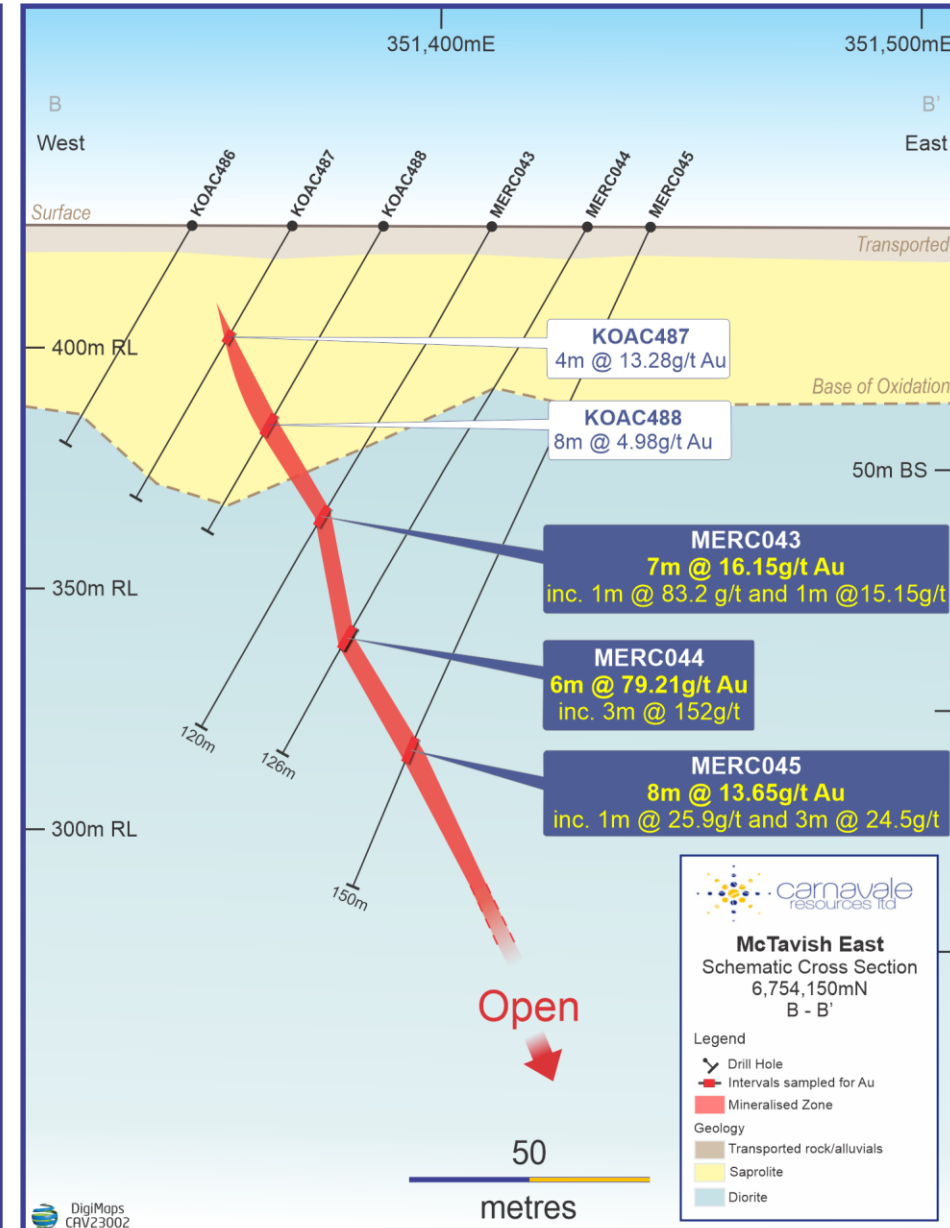 351,400mE
351,500mE
B
B'
West
East
KOAC486
KOAC487
KOAC488
MERC043
MERC044
MERC045
Surface
Transported
400m RL
KOAC487
4m @ 13.28g/t Au
Base of Oxidation
KOAC488
8m @ 4.98g/t Au
50m BS
MERC043
7m @ 16.15g/t Au
inc. 1m @ 83.2 g/t and 1m @15.15g/t
350m RL
MERC044
6m @ 79.21g/t Au
inc. 3m @ 152g/t
120m
126m
MERC045
8m @ 13.65g/t Au
inc. 1m @ 25.9g/t and 3m @ 24.5g/t
300m RL
150m
carnavale
resources ltd
McTavish East
Schematic Cross Section
6,754,150mN
B - B'
Open
Legend
Drill Hole
Intervals sampled for Au
Mineralised Zone
Geology
Transported rock/alluvials
Saprolite
Diorite
50
metres
DigiMaps
CAV23002